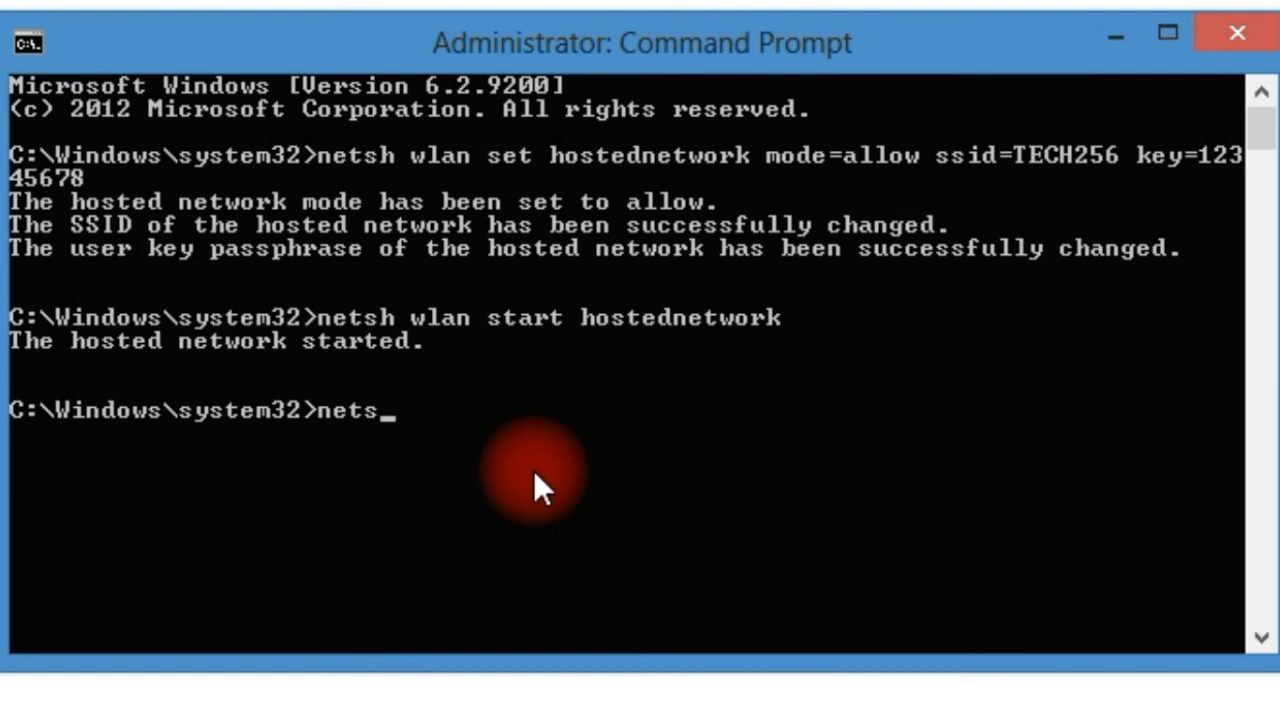 Administrator: Command Prompt
Microsoft Windows [Version 6.2.9200]
(c) 2012 Microsoft Corporation. All rights reserved.
C:\Windows\system32>netsh wlan set hostednetwork mode=allow ssid=TECH256 key=123
45678
The hosted network mode has been set to allow.
The SSID of the hosted network has been successfully changed.
The user key passphrase of the hosted network has been successfully changed.
C:\Windows\system32>netsh wlan start hostednetwork
The hosted network started.
C:\Windows\system32>nets_